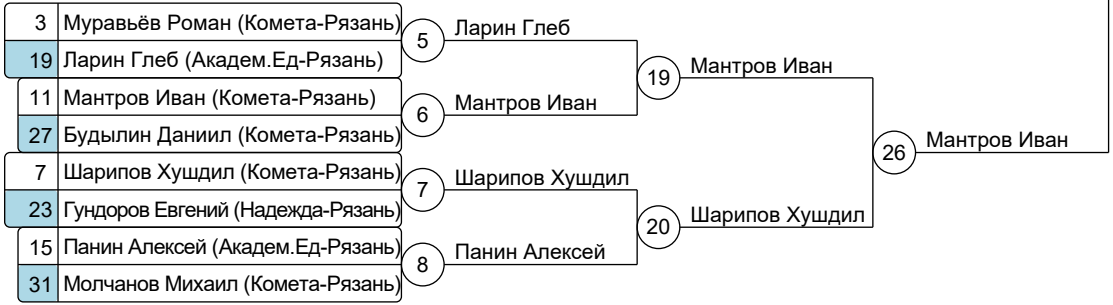 3 Муравьёв Роман (Комета-Рязань)
5 Ларин Глеб
19 Ларин Глеб (Академ.Ед-Рязань)
19 Мантров Иван
11 Мантров Иван (Комета-Рязань)
6 Мантров Иван
27 Будылин Даниил (Комета-Рязань)
26 Мантров Иван
7 Шарипов Хушдил (Комета-Рязань)
7 Шарипов Хушдил
23 Гундоров Евгений (Надежда-Рязань)
20 Шарипов Хушдил
15 Панин Алексей (Академ.Ед-Рязань)
8 Панин Алексей
31 Молчанов Михаил (Комета-Рязань)